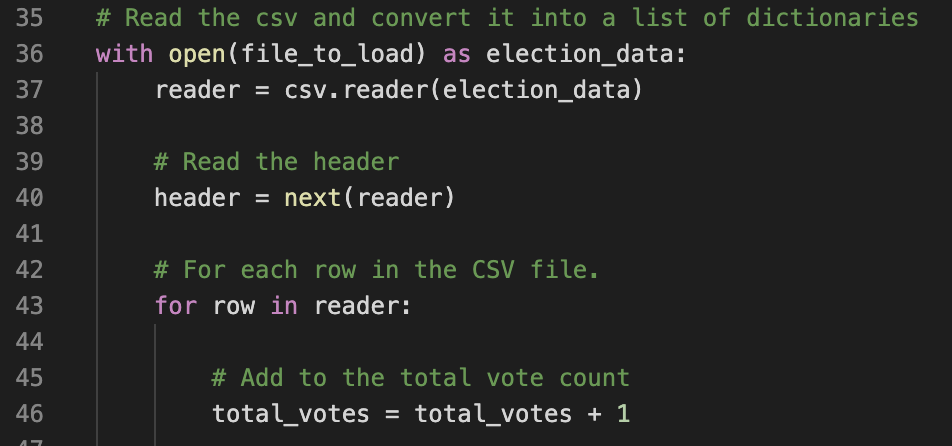 35 # Read the csv and convert it into a list of dictionaries
36 with open(file_to_load) as election_data:
37 reader = csv.reader(election_data)
38
39 # Read the header
40 header = next(reader)
41
42 # For each row in the CSV file.
43 for row in reader:
44
45 # Add to the total vote count
46 total_votes = total_votes + 1
47